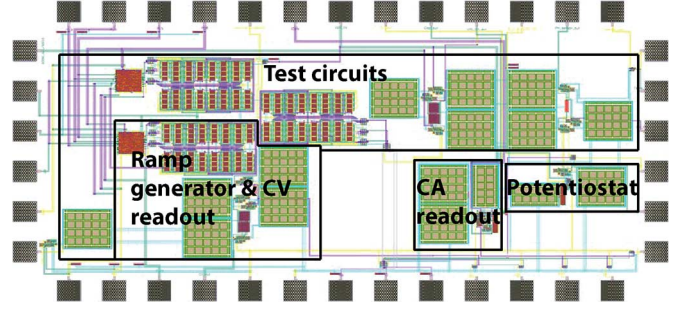 Test circuits
Ramp
generator & CV
readout
CA
readout
Potentiostat